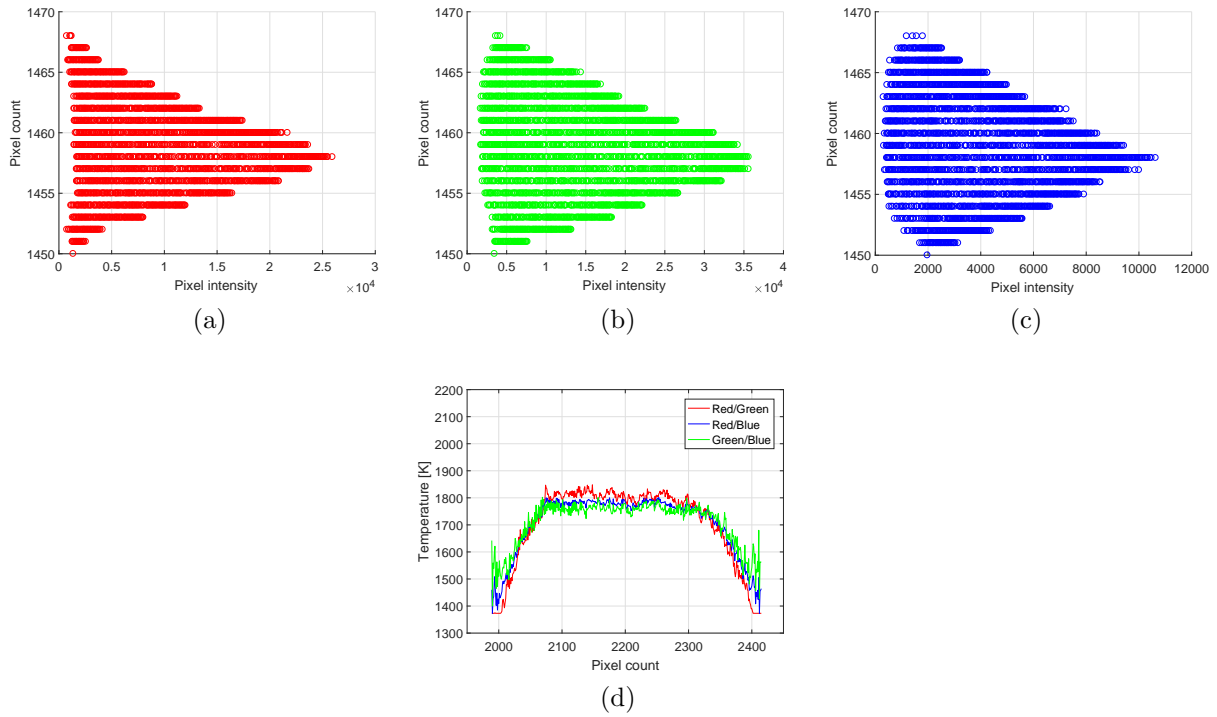 1470
1465
1460
1455
1450
Pixel count
0 0.5 1 1.5 2 2.5 3
Pixel intensity ×10⁴
(a)
1470
1465
1460
1455
1450
Pixel count
0 0.5 1 1.5 2 2.5 3 3.5 4
Pixel intensity ×10⁴
(b)
1470
1465
1460
1455
1450
Pixel count
0 2000 4000 6000 8000 10000 12000
Pixel intensity
(c)
2200
2100
2000
1900
1800
1700
1600
1500
1400
1300
Temperature [K]
Red/Green
Red/Blue
Green/Blue
2000 2100 2200 2300 2400
Pixel count
(d)